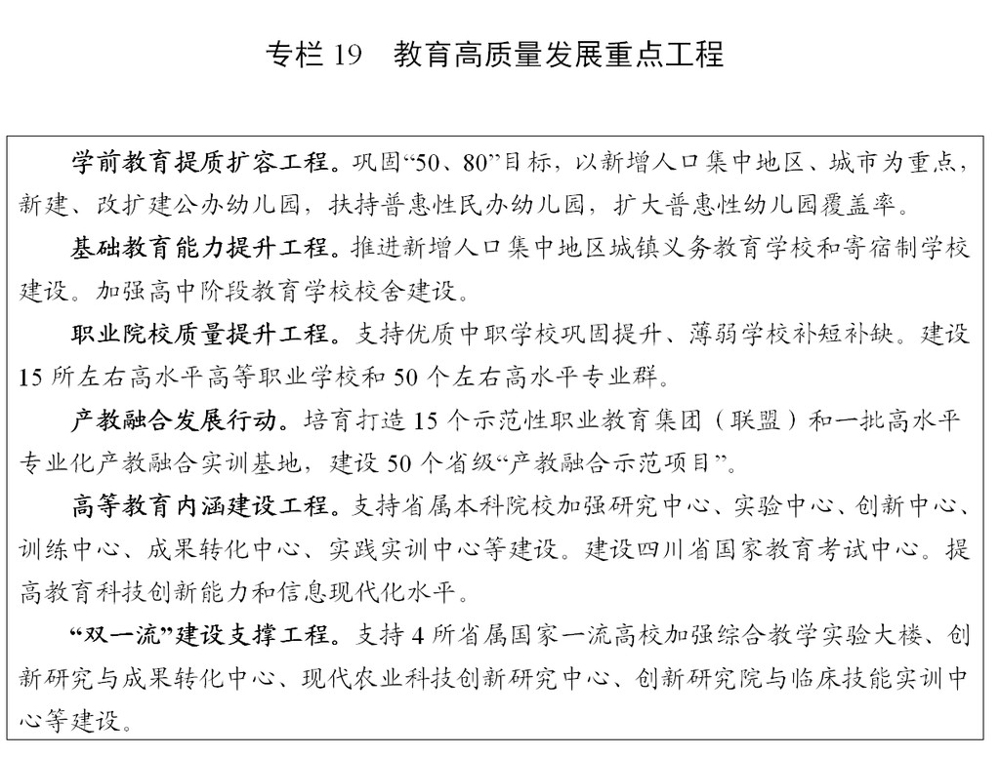 专栏 19 教育高质量发展重点工程
学前教育提质扩容工程。巩固“50、80”目标，以新增人口集中地区、城市为重点，
新建、改扩建公办幼儿园，扶持普惠性民办幼儿园，扩大普惠性幼儿园覆盖率。
基础教育能力提升工程。推进新增人口集中地区城镇义务教育学校和寄宿制学校
建设。加强高中阶段教育学校校舍建设。
职业院校质量提升工程。支持优质中职学校巩固提升、薄弱学校补短补缺。建设
15 所左右高水平高等职业学校和 50 个左右高水平专业群。
产教融合发展行动。培育打造 15 个示范性职业教育集团（联盟）和一批高水平
专业化产教融合实训基地，建设 50 个省级“产教融合示范项目”。
高等教育内涵建设工程。支持省属本科院校加强研究中心、实验中心、创新中心、
训练中心、成果转化中心、实践实训中心等建设。建设四川省国家教育考试中心。提
高教育科技创新能力和信息现代化水平。
“双一流”建设支撑工程。支持 4 所省属国家一流高校加强综合教学实验大楼、创
新研究与成果转化中心、现代农业科技创新研究中心、创新研究院与临床技能实训中
心等建设。